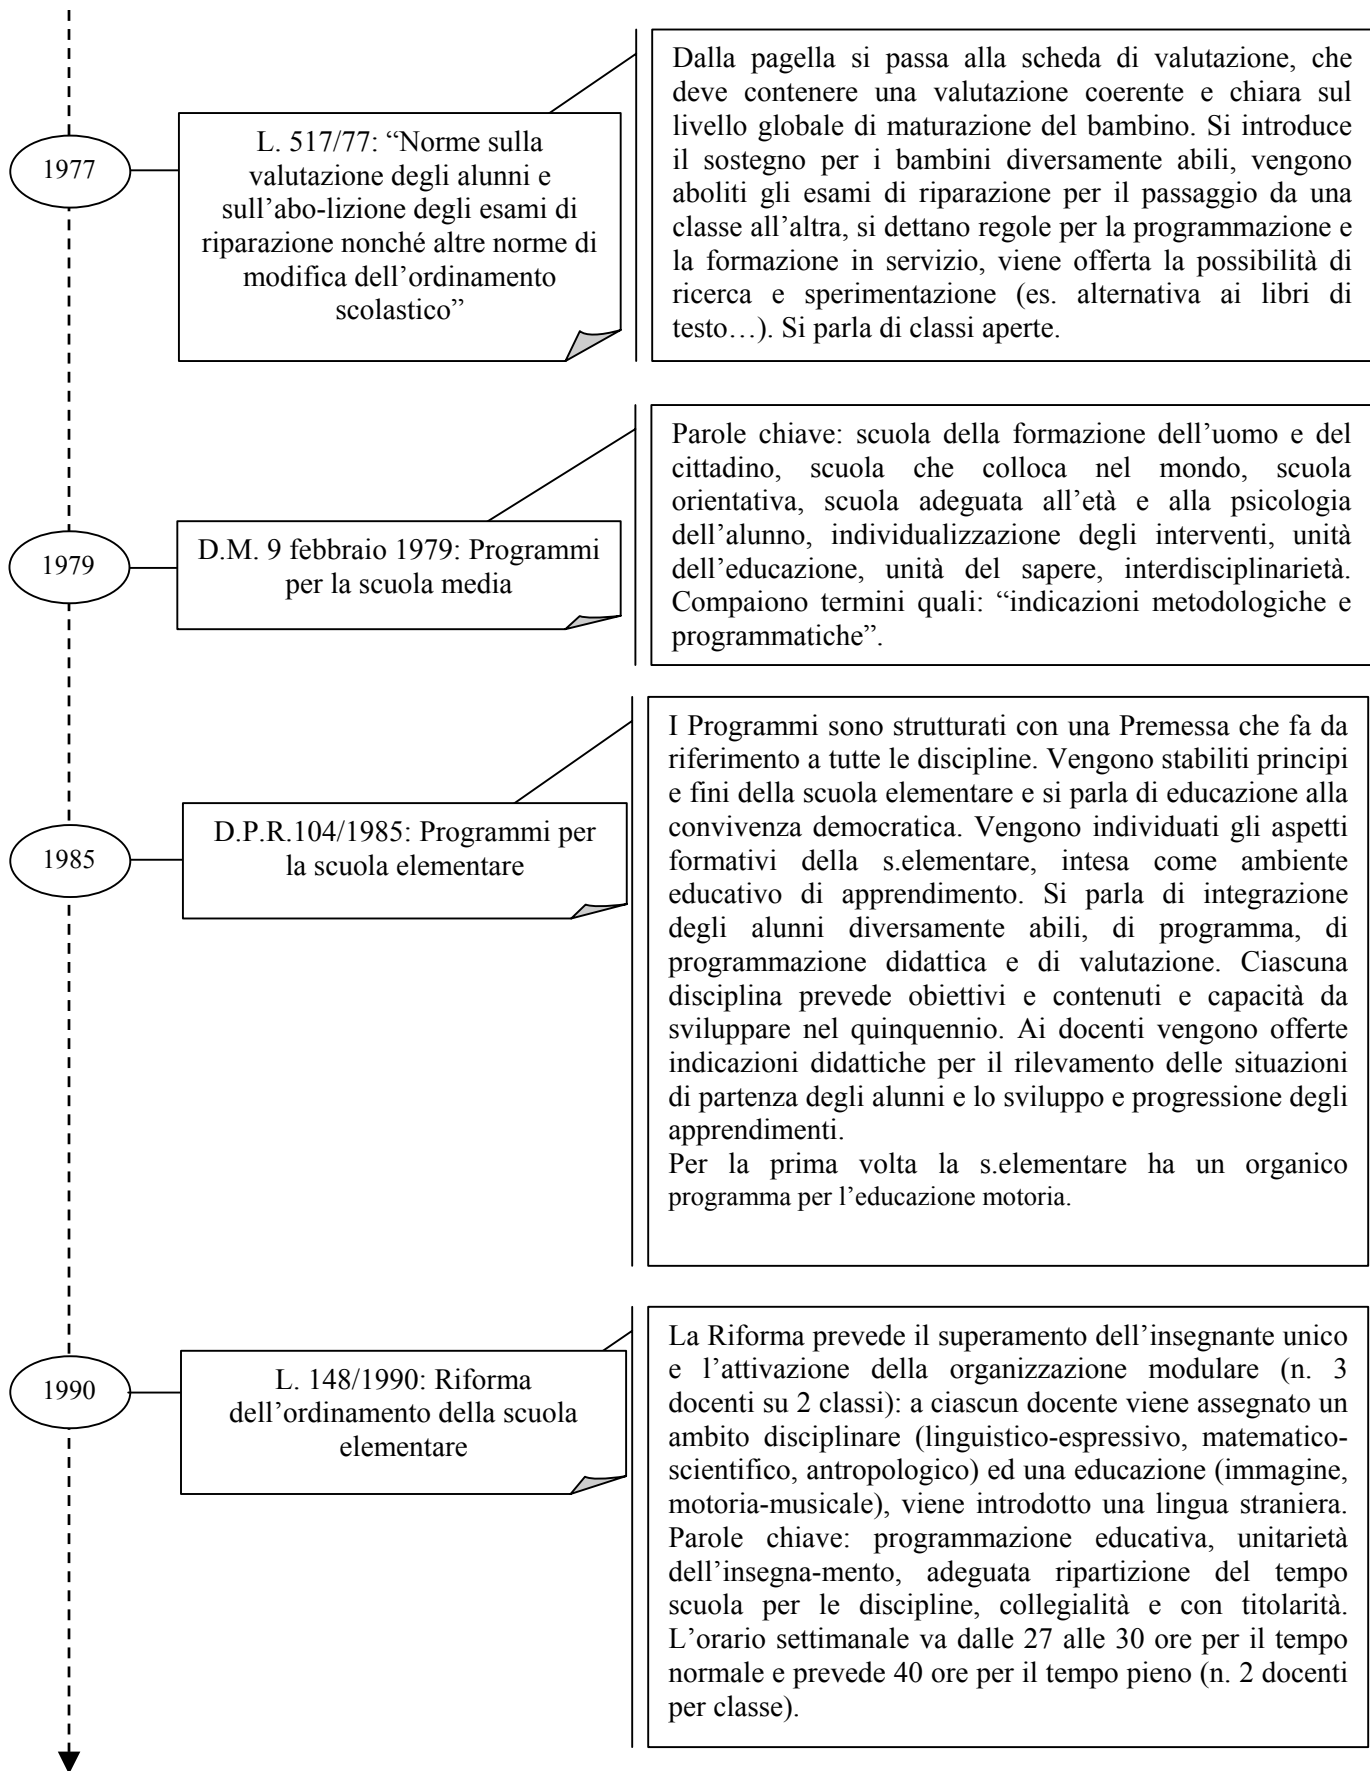 1977
L. 517/77: “Norme sulla
valutazione degli alunni e
sull’abo-lizione degli esami di
riparazione nonché altre norme di
modifica dell’ordinamento
scolastico”
Dalla pagella si passa alla scheda di valutazione, che
deve contenere una valutazione coerente e chiara sul
livello globale di maturazione del bambino. Si introduce
il sostegno per i bambini diversamente abili, vengono
aboliti gli esami di riparazione per il passaggio da una
classe all’altra, si dettano regole per la programmazione e
la formazione in servizio, viene offerta la possibilità di
ricerca e sperimentazione (es. alternativa ai libri di
testo…). Si parla di classi aperte.
1979
D.M. 9 febbraio 1979: Programmi
per la scuola media
Parole chiave: scuola della formazione dell’uomo e del
cittadino, scuola che colloca nel mondo, scuola
orientativa, scuola adeguata all’età e alla psicologia
dell’alunno, individualizzazione degli interventi, unità
dell’educazione, unità del sapere, interdisciplinarietà.
Compaiono termini quali: “indicazioni metodologiche e
programmatiche”.
1985
D.P.R.104/1985: Programmi per
la scuola elementare
I Programmi sono strutturati con una Premessa che fa da
riferimento a tutte le discipline. Vengono stabiliti principi
e fini della scuola elementare e si parla di educazione alla
convivenza democratica. Vengono individuati gli aspetti
formativi della s.elementare, intesa come ambiente
educativo di apprendimento. Si parla di integrazione
degli alunni diversamente abili, di programma, di
programmazione didattica e di valutazione. Ciascuna
disciplina prevede obiettivi e contenuti e capacità da
sviluppare nel quinquennio. Ai docenti vengono offerte
indicazioni didattiche per il rilevamento delle situazioni
di partenza degli alunni e lo sviluppo e progressione degli
apprendimenti.
Per la prima volta la s.elementare ha un organico
programma per l’educazione motoria.
1990
L. 148/1990: Riforma
dell’ordinamento della scuola
elementare
La Riforma prevede il superamento dell’insegnante unico
e l’attivazione della organizzazione modulare (n. 3
docenti su 2 classi): a ciascun docente viene assegnato un
ambito disciplinare (linguistico-espressivo, matematico-
scientifico, antropologico) ed una educazione (immagine,
motoria-musicale), viene introdotto una lingua straniera.
Parole chiave: programmazione educativa, unitarietà
dell’insegna-mento, adeguata ripartizione del tempo
scuola per le discipline, collegialità e con titolarità.
L’orario settimanale va dalle 27 alle 30 ore per il tempo
normale e prevede 40 ore per il tempo pieno (n. 2 docenti
per classe).